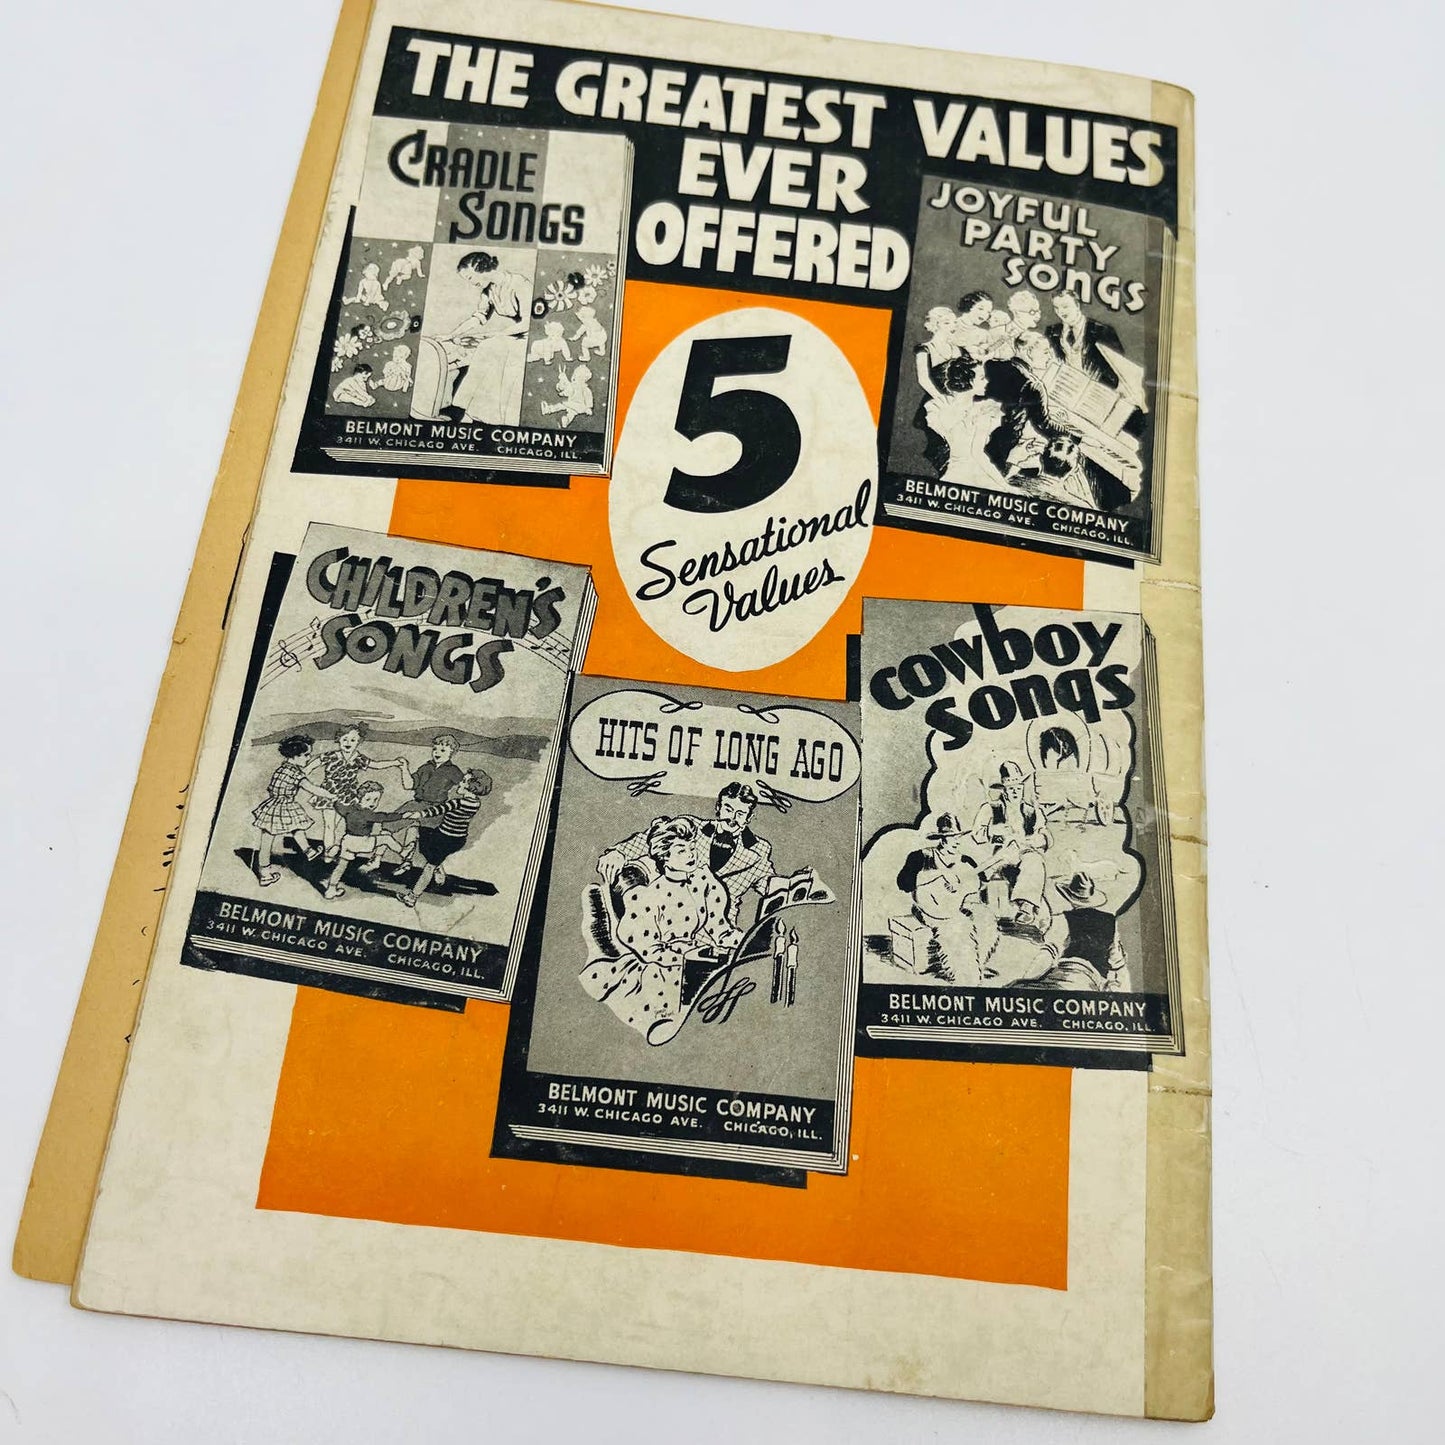 THE GREATEST VALUES
EVER
OFFERED
CRADLE
SONGS
BELMONT MUSIC COMPANY
3411 W. CHICAGO AVE. CHICAGO, ILL.
JOYFUL
PARTY
SONGS
BELMONT MUSIC COMPANY
3411 W. CHICAGO AVE. CHICAGO, ILL.
5
Sensational
Values
CHILDREN'S
SONGS
BELMONT MUSIC COMPANY
3411 W. CHICAGO AVE. CHICAGO, ILL.
HITS OF LONG AGO
BELMONT MUSIC COMPANY
3411 W. CHICAGO AVE. CHICAGO, ILL.
COWBOY
SONGS
BELMONT MUSIC COMPANY
3411 W. CHICAGO AVE. CHICAGO, ILL.